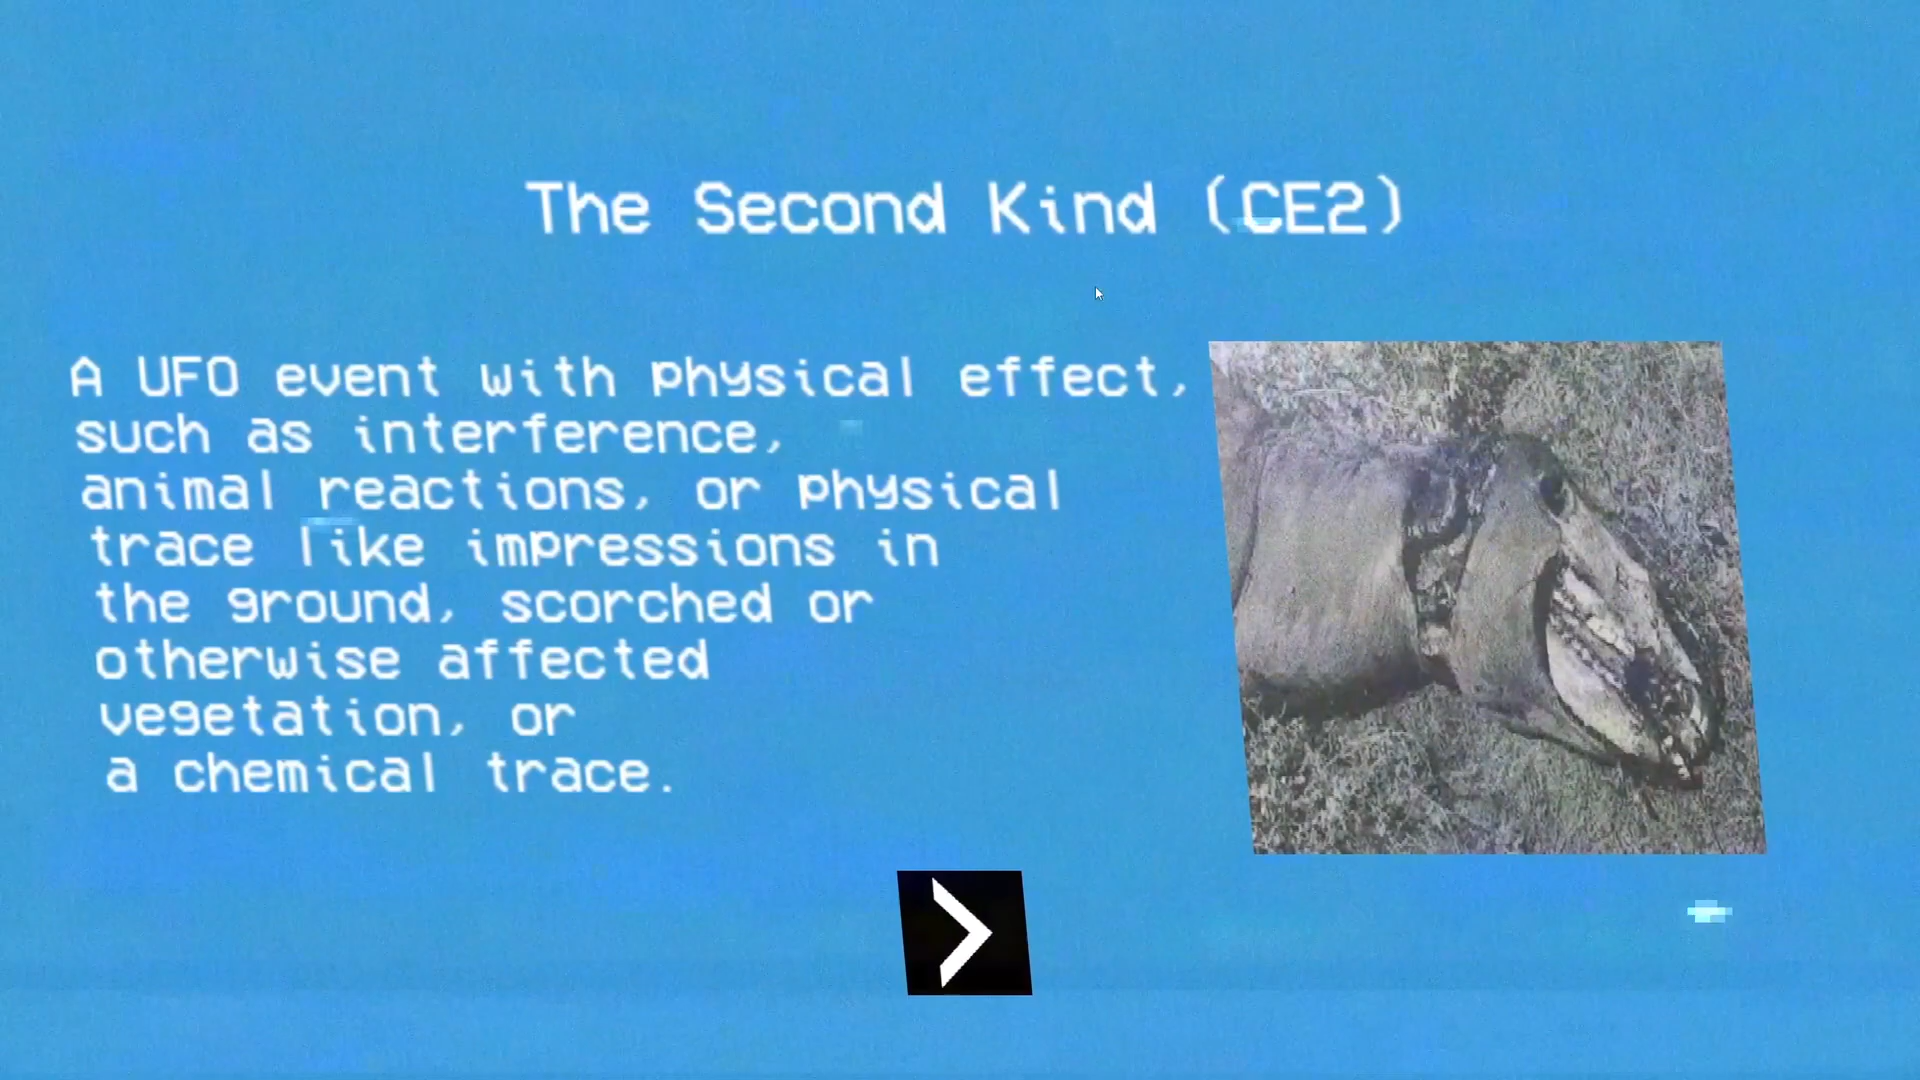 The Second Kind (CE2)
A UFO event with physical effect,
such as interference,
animal reactions, or physical
trace like impressions in
the ground, scorched or
otherwise affected
vegetation, or
a chemical trace.